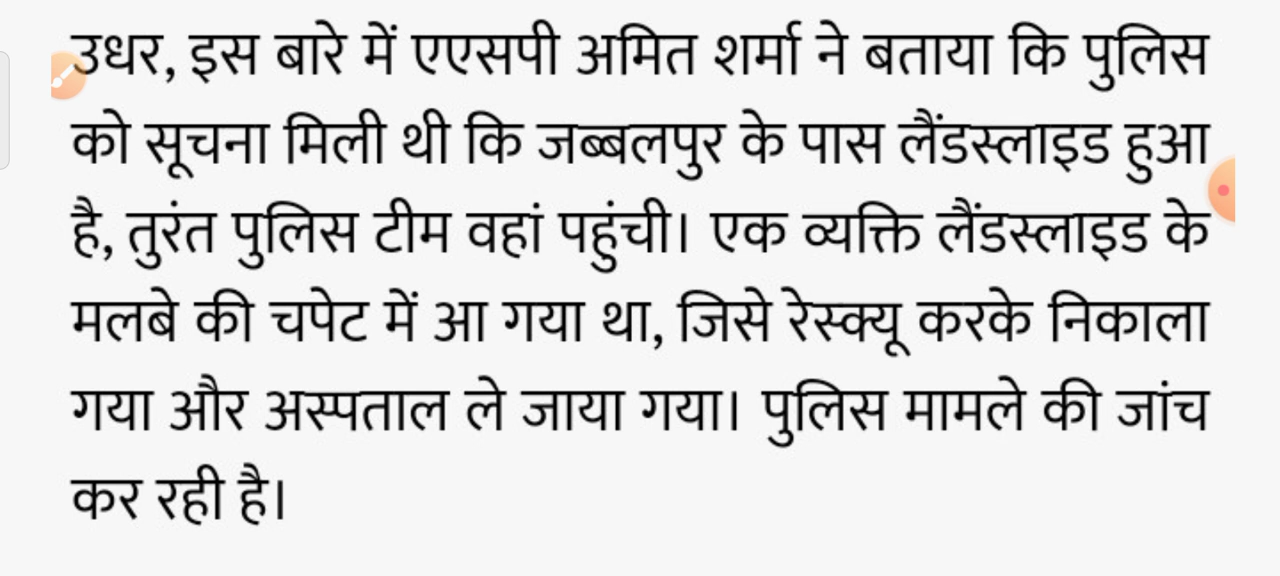 उधर, इस बारे में एएसपी अमित शर्मा ने बताया कि पुलिस
को सूचना मिली थी कि जब्बलपुर के पास लैंडस्लाइड हुआ
है, तुरंत पुलिस टीम वहां पहुंची। एक व्यक्ति लैंडस्लाइड के
मलबे की चपेट में आ गया था, जिसे रेस्क्यू करके निकाला
गया और अस्पताल ले जाया गया। पुलिस मामले की जांच
कर रही है।